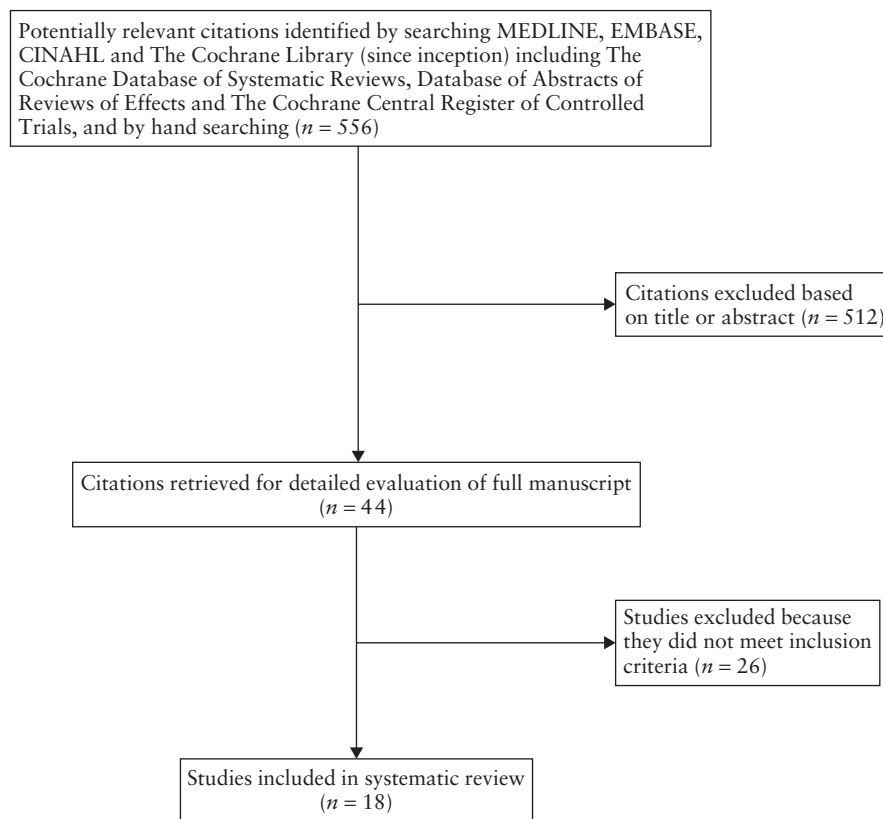 Potentially relevant citations identified by searching MEDLINE, EMBASE,
CINAHL and The Cochrane Library (since inception) including The
Cochrane Database of Systematic Reviews, Database of Abstracts of
Reviews of Effects and The Cochrane Central Register of Controlled
Trials, and by hand searching (n = 556)
Citations excluded based
on title or abstract (n = 512)
Citations retrieved for detailed evaluation of full manuscript
(n = 44)
Studies excluded because
they did not meet inclusion
criteria (n = 26)
Studies included in systematic review
(n = 18)